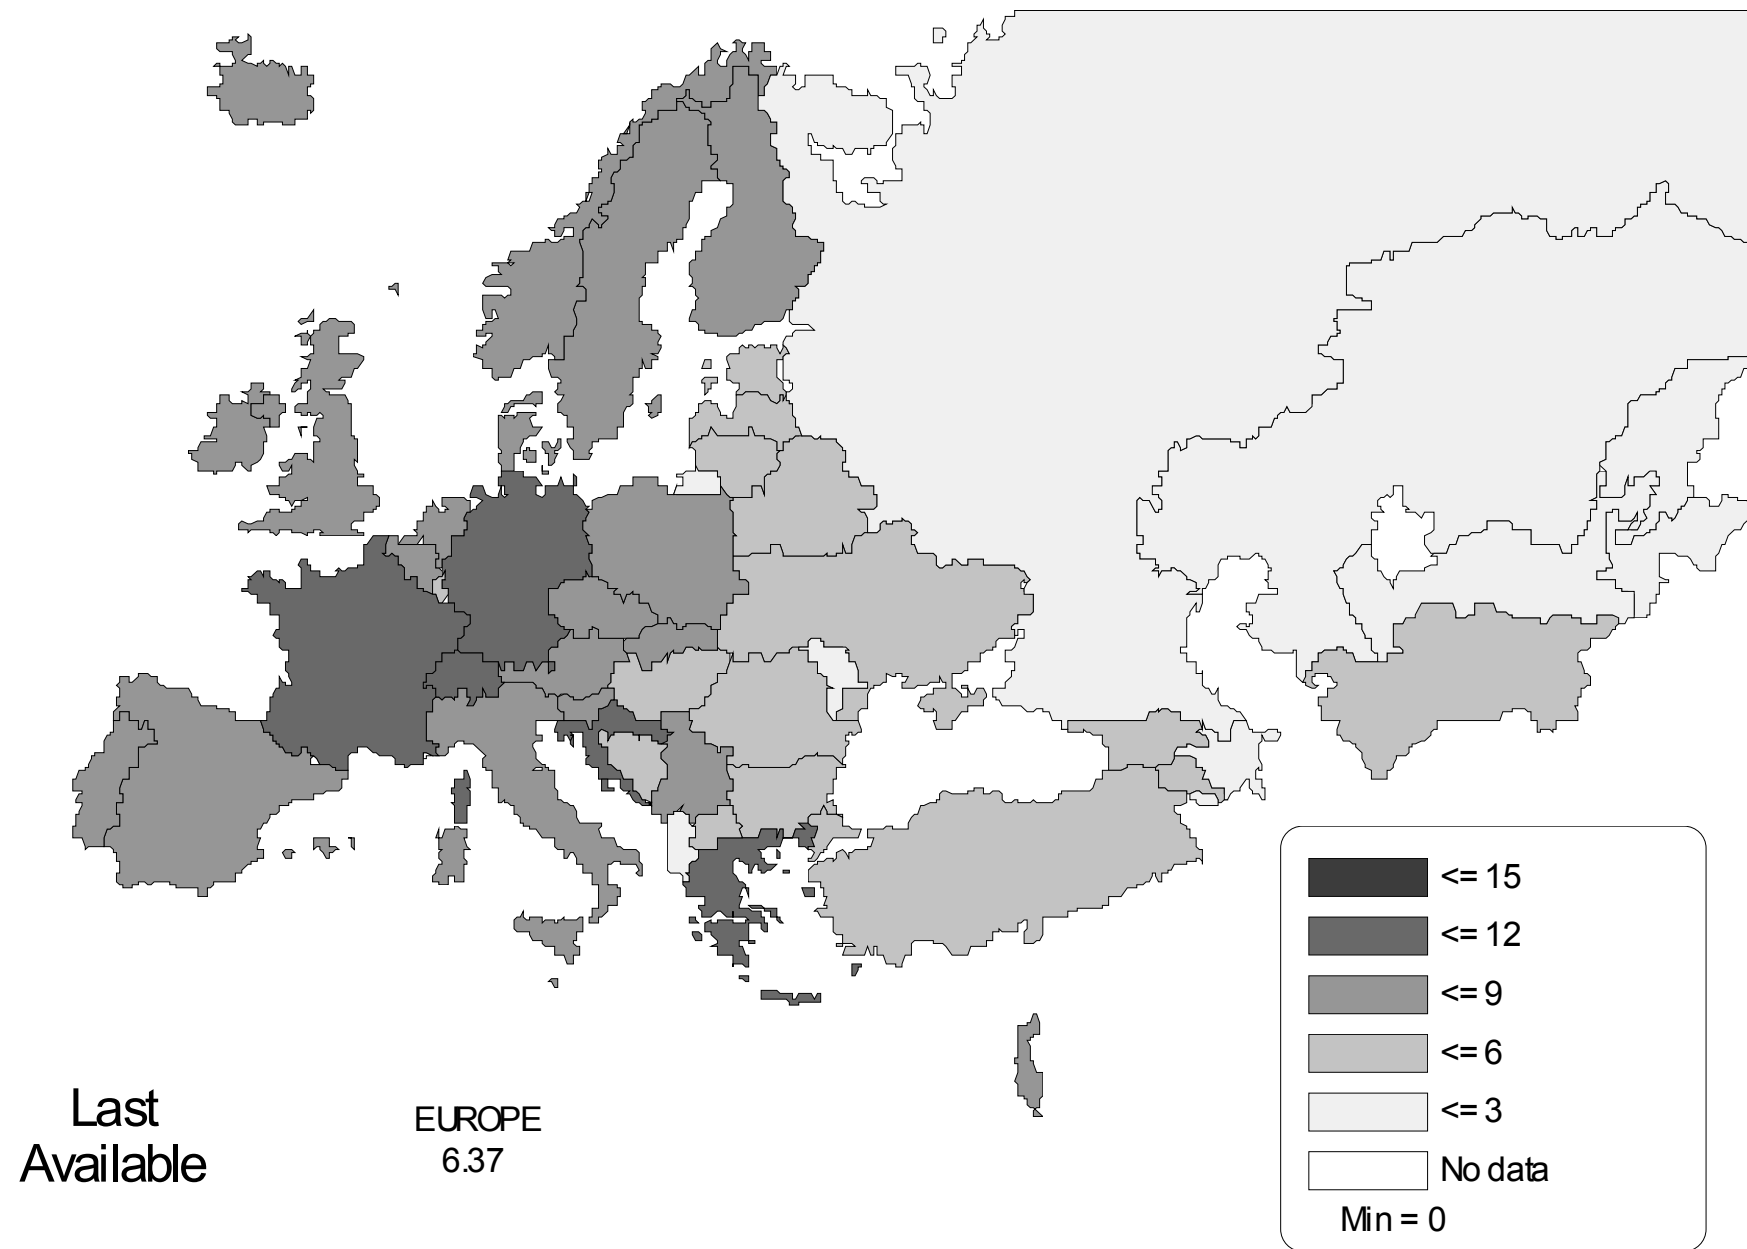 <= 15
<= 12
<= 9
<= 6
<= 3
No data
Min = 0
Last
Available
EUROPE
6.37